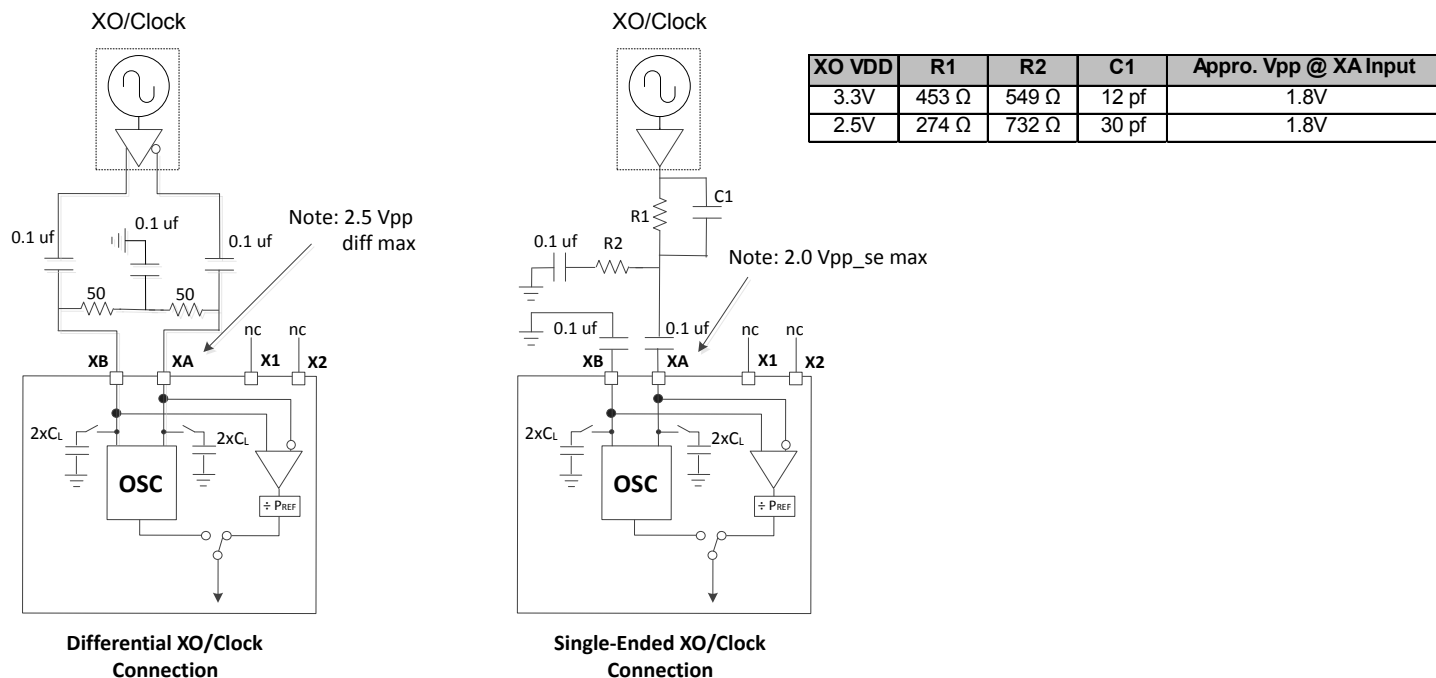 XO/Clock
0.1 uf
0.1 uf
0.1 uf
Note: 2.5 Vpp
diff max
50
50
nc
nc
XB
XA
X1
X2
2xCL
2xCL
OSC
÷ PREF
Differential XO/Clock
Connection
XO/Clock
C1
R1
0.1 uf
R2
Note: 2.0 Vpp_se max
0.1 uf
0.1 uf
nc
nc
XB
XA
X1
X2
2xCL
2xCL
OSC
÷ PREF
Single-Ended XO/Clock
Connection
XO VDD R1 R2 C1 Appro. Vpp @ XA Input
3.3V 453 Ω 549 Ω 12 pf 1.8V
2.5V 274 Ω 732 Ω 30 pf 1.8V